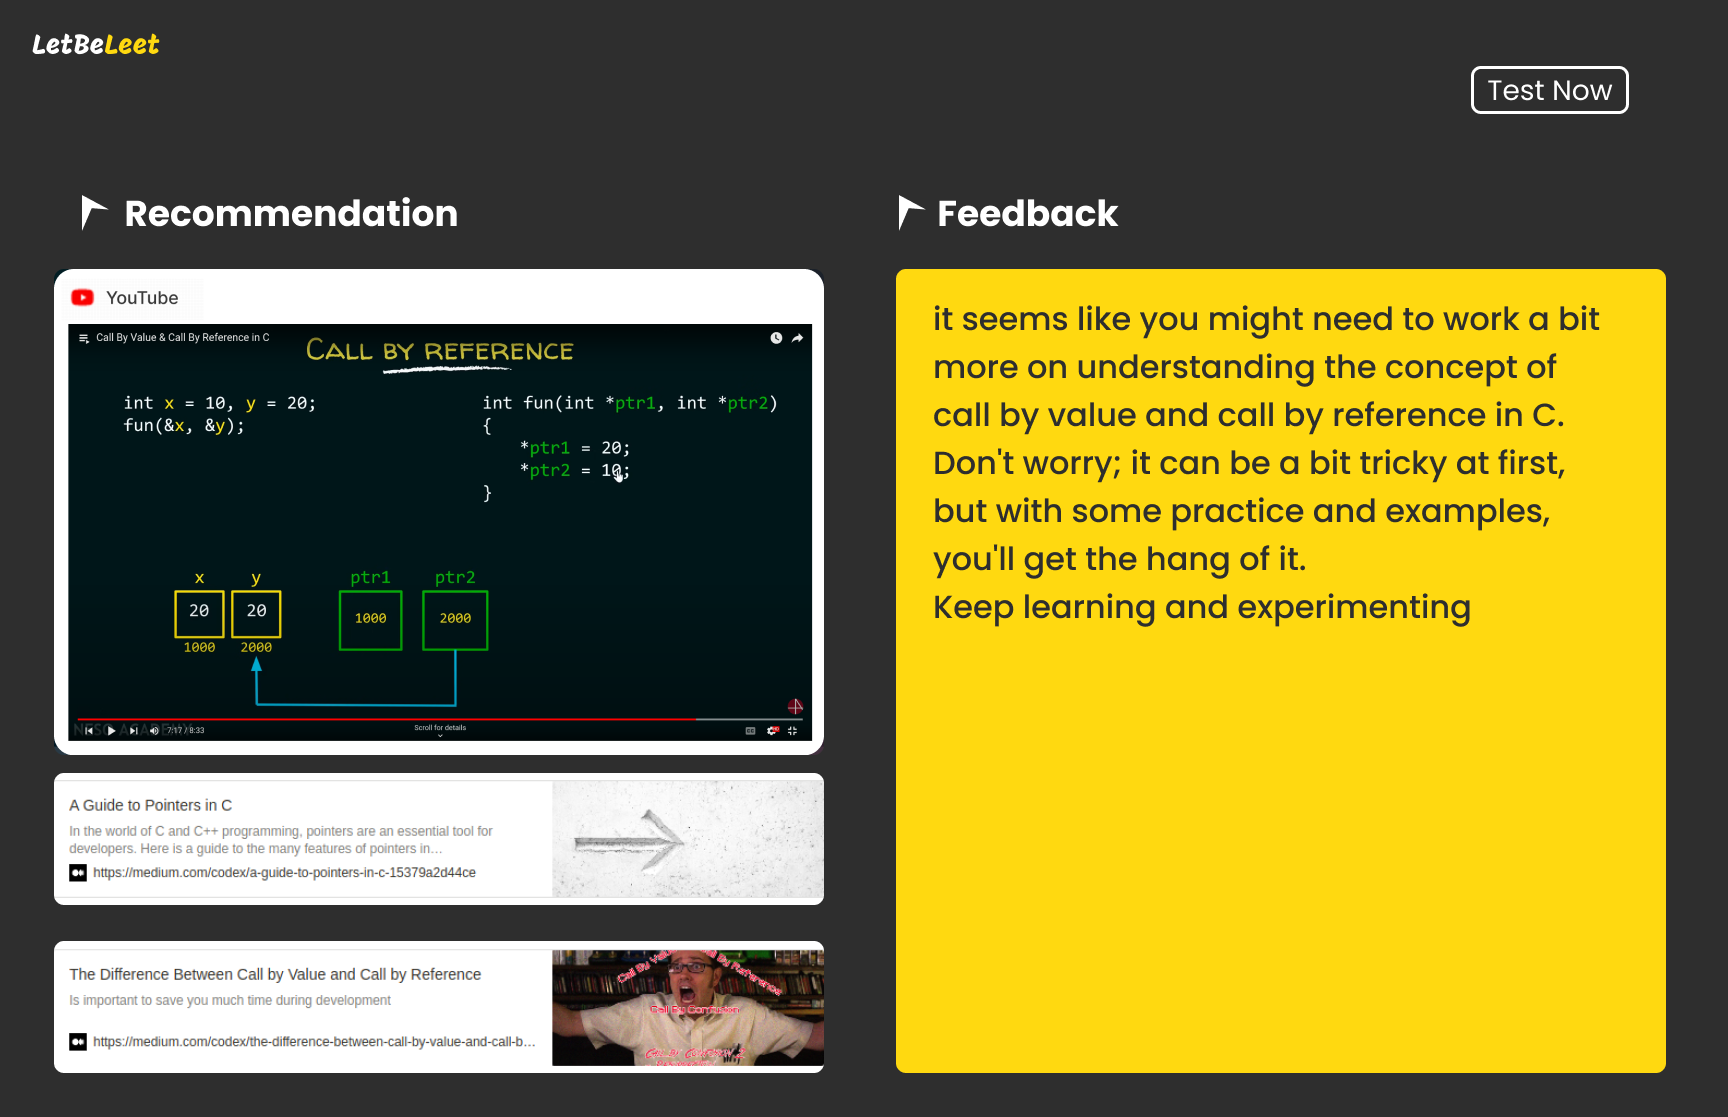 LetBeLeet
Test Now
Recommendation
YouTube
Call By Value & Call By Reference in C
CALL BY REFERENCE
int x = 10, y = 20;
fun(&x, &y);
int fun(int *ptr1, int *ptr2)
{
*ptr1 = 20;
*ptr2 = 10;
}
x y ptr1 ptr2
20 20 1000 2000
1000 2000
NESO ACADEMY
7:17 / 8:33
Scroll for details
A Guide to Pointers in C
In the world of C and C++ programming, pointers are an essential tool for
developers. Here is a guide to the many features of pointers in…
https://medium.com/codex/a-guide-to-pointers-in-c-15379a2d44ce
The Difference Between Call by Value and Call by Reference
Is important to save you much time during development
https://medium.com/codex/the-difference-between-call-by-value-and-call-b…
Call By Value
Call By Reference
Call By Confusion
Feedback
it seems like you might need to work a bit
more on understanding the concept of
call by value and call by reference in C.
Don't worry; it can be a bit tricky at first,
but with some practice and examples,
you'll get the hang of it.
Keep learning and experimenting